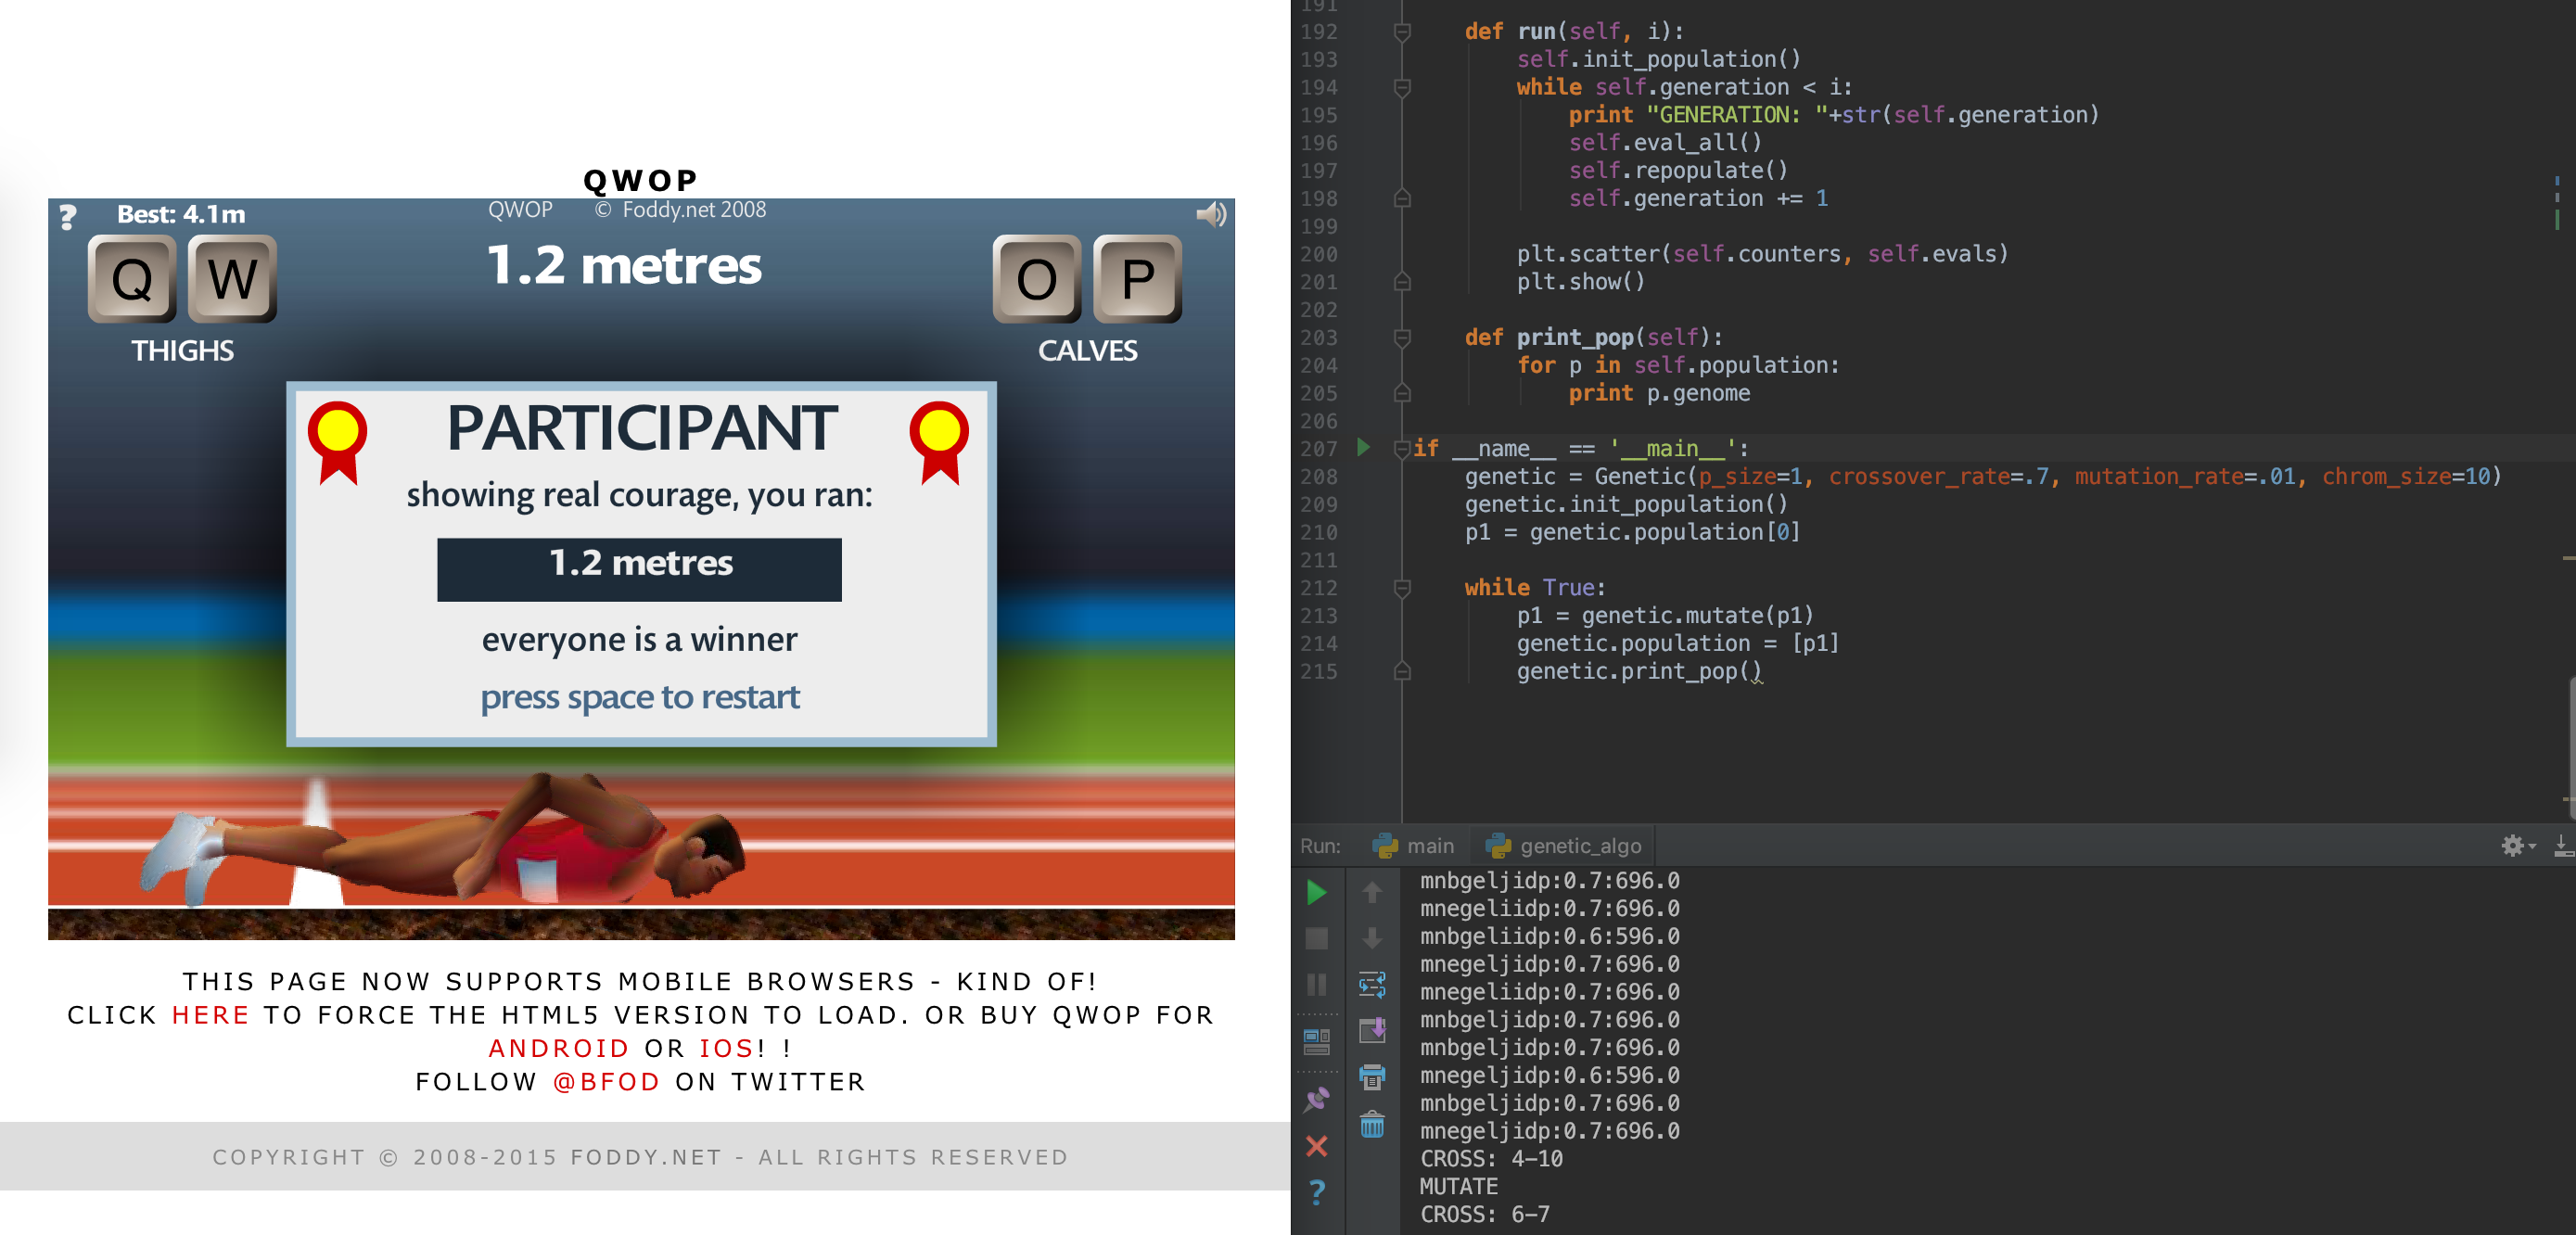 QWOP
? Best: 4.1m QWOP © Foddy.net 2008
Q W 1.2 metres O P
THIGHS CALVES
PARTICIPANT
showing real courage, you ran:
1.2 metres
everyone is a winner
press space to restart
THIS PAGE NOW SUPPORTS MOBILE BROWSERS - KIND OF!
CLICK HERE TO FORCE THE HTML5 VERSION TO LOAD. OR BUY QWOP FOR
ANDROID OR IOS! !
FOLLOW @BFOD ON TWITTER
COPYRIGHT © 2008-2015 FODDY.NET - ALL RIGHTS RESERVED
191
192 def run(self, i):
193 self.init_population()
194 while self.generation < i:
195 print "GENERATION: "+str(self.generation)
196 self.eval_all()
197 self.repopulate()
198 self.generation += 1
199
200 plt.scatter(self.counters, self.evals)
201 plt.show()
202
203 def print_pop(self):
204 for p in self.population:
205 print p.genome
206
207 if __name__ == '__main__':
208 genetic = Genetic(p_size=1, crossover_rate=.7, mutation_rate=.01, chrom_size=10)
209 genetic.init_population()
210 p1 = genetic.population[0]
211
212 while True:
213 p1 = genetic.mutate(p1)
214 genetic.population = [p1]
215 genetic.print_pop()
Run: main genetic_algo
mnbgeljidp:0.7:696.0
mnegeliidp:0.7:696.0
mnbgeliidp:0.6:596.0
mnegeljidp:0.7:696.0
mnegeliidp:0.7:696.0
mnbgeljidp:0.7:696.0
mnbgeljidp:0.7:696.0
mnegeljidp:0.6:596.0
mnbgeljidp:0.7:696.0
mnegeljidp:0.7:696.0
CROSS: 4-10
MUTATE
CROSS: 6-7
?